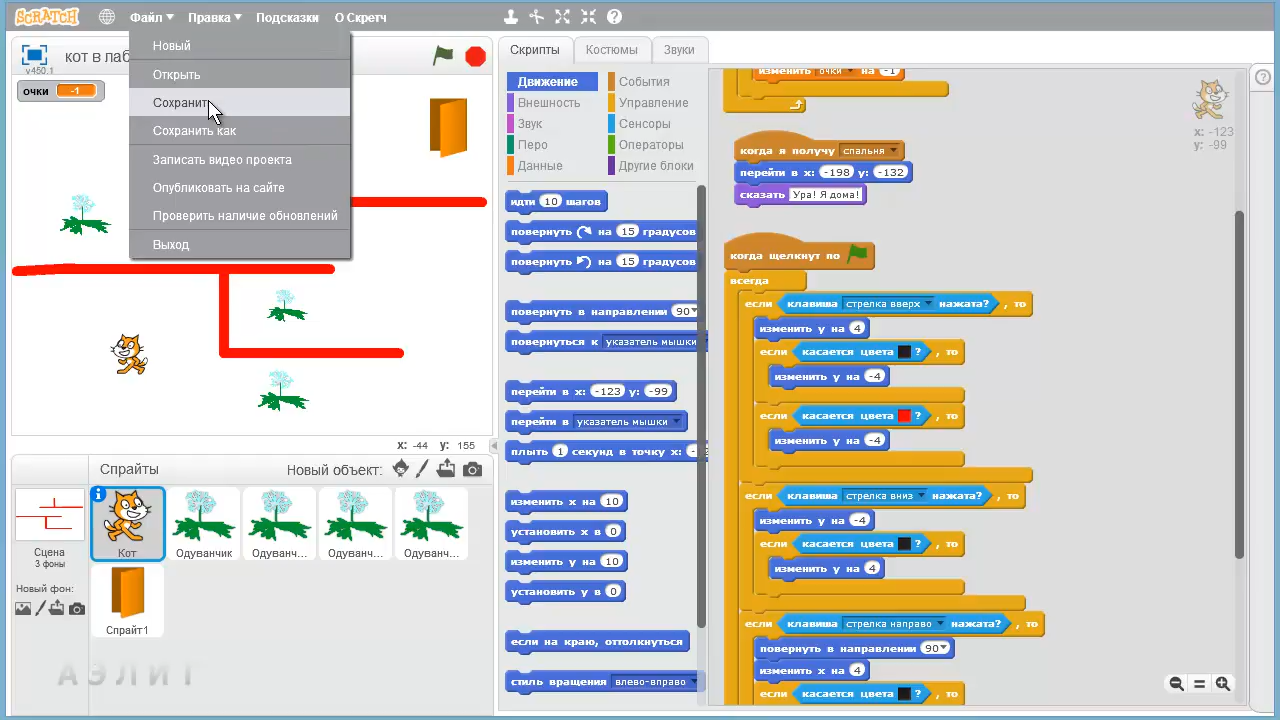 SCRATCH
Файл Правка Подсказки О Скретч
Новый
Открыть
Сохранить
Сохранить как
Записать видео проекта
Опубликовать на сайте
Проверить наличие обновлений
Выход
кот в лаб
v450.1
очки -1
x: -44 y: 155
Скрипты Костюмы Звуки
Движение События
Внешность Управление
Звук Сенсоры
Перо Операторы
Данные Другие блоки
идти 10 шагов
повернуть на 15 градусов
повернуть на 15 градусов
повернуть в направлении 90
повернуться к указатель мышки
перейти в x: -123 y: -99
перейти в указатель мышки
плыть 1 секунд в точку x:
изменить x на 10
установить x в 0
изменить y на 10
установить y в 0
если на краю, оттолкнуться
стиль вращения влево-вправо
изменить очки на -1
когда я получу спальня
перейти в x: -198 y: -132
сказать Ура! Я дома!
когда щелкнут по
всегда
если клавиша стрелка вверх нажата? , то
изменить y на 4
если касается цвета ? , то
изменить y на -4
если касается цвета ? , то
изменить y на -4
если клавиша стрелка вниз нажата? , то
изменить y на -4
если касается цвета ? , то
изменить y на 4
если клавиша стрелка направо нажата? , то
повернуть в направлении 90
изменить x на 4
если касается цвета ? , то
x: -123
y: -99
Спрайты Новый объект:
Сцена
3 фоны
Новый фон:
Кот
Одуванчик
Одуванч...
Одуванч...
Одуванч...
Спрайт1
АЭЛИТ